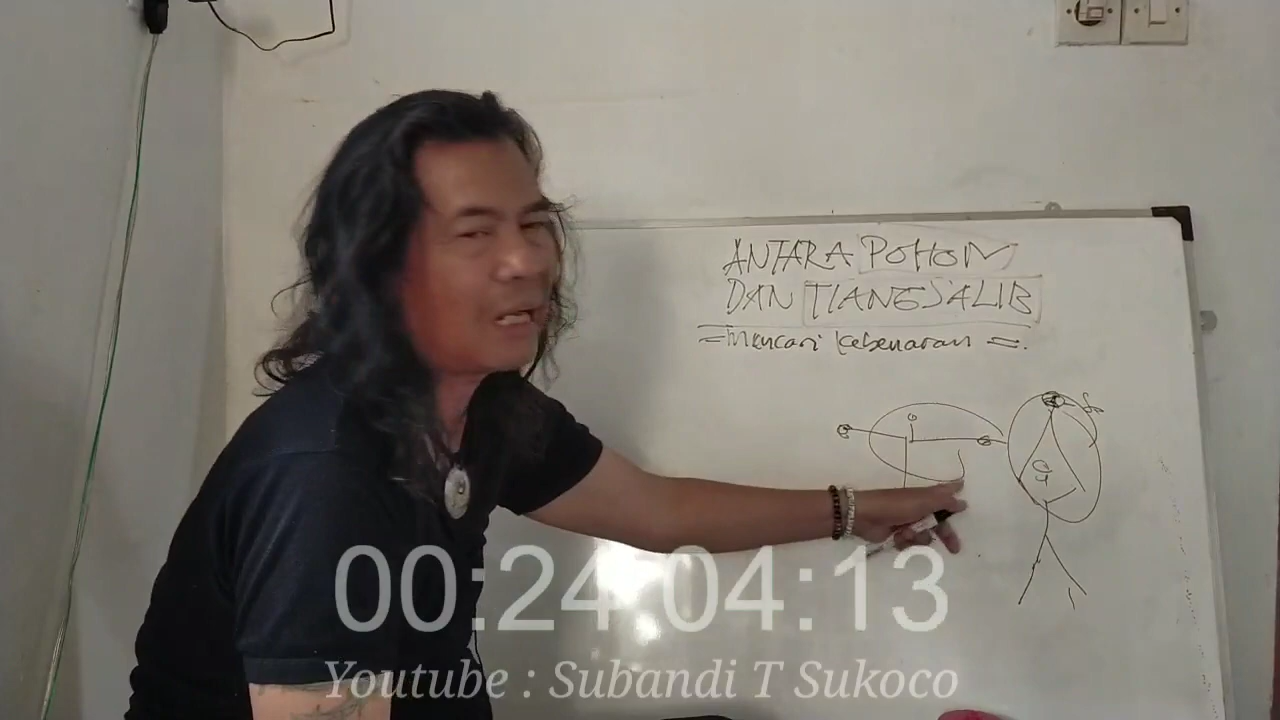 ANTARA POHON
DAN TIANG SALIB
= Mencari kebenaran =.
00:24:04:13
Youtube : Subandi T Sukoco